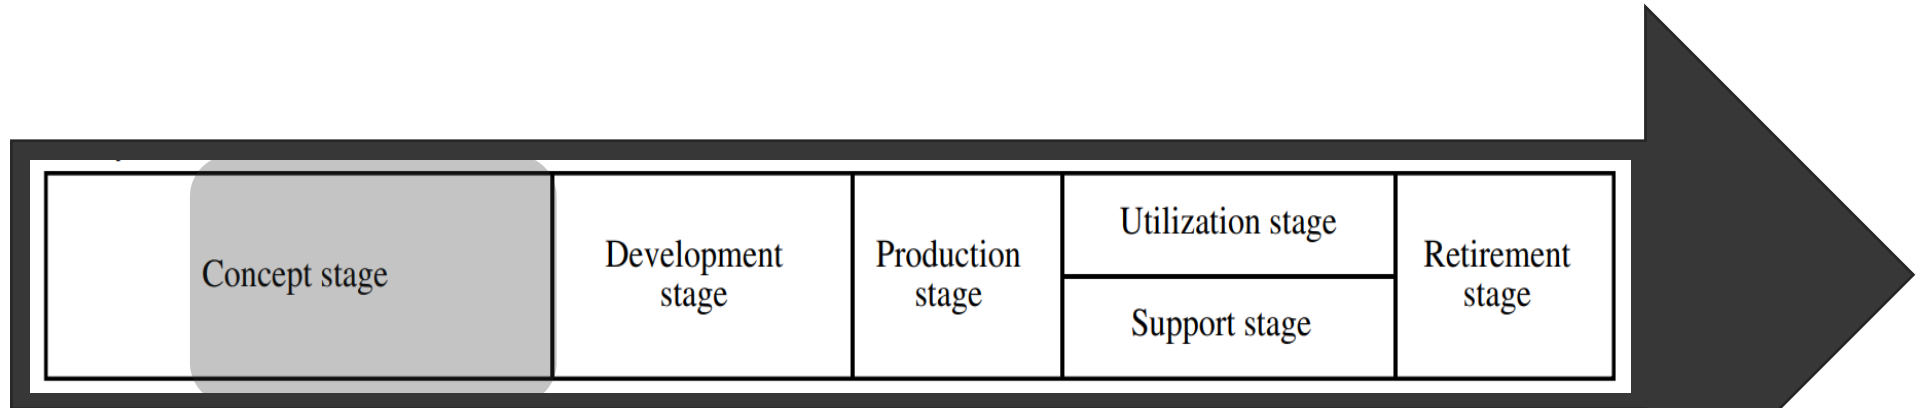 Concept stage
Development
stage
Production
stage
Utilization stage
Support stage
Retirement
stage